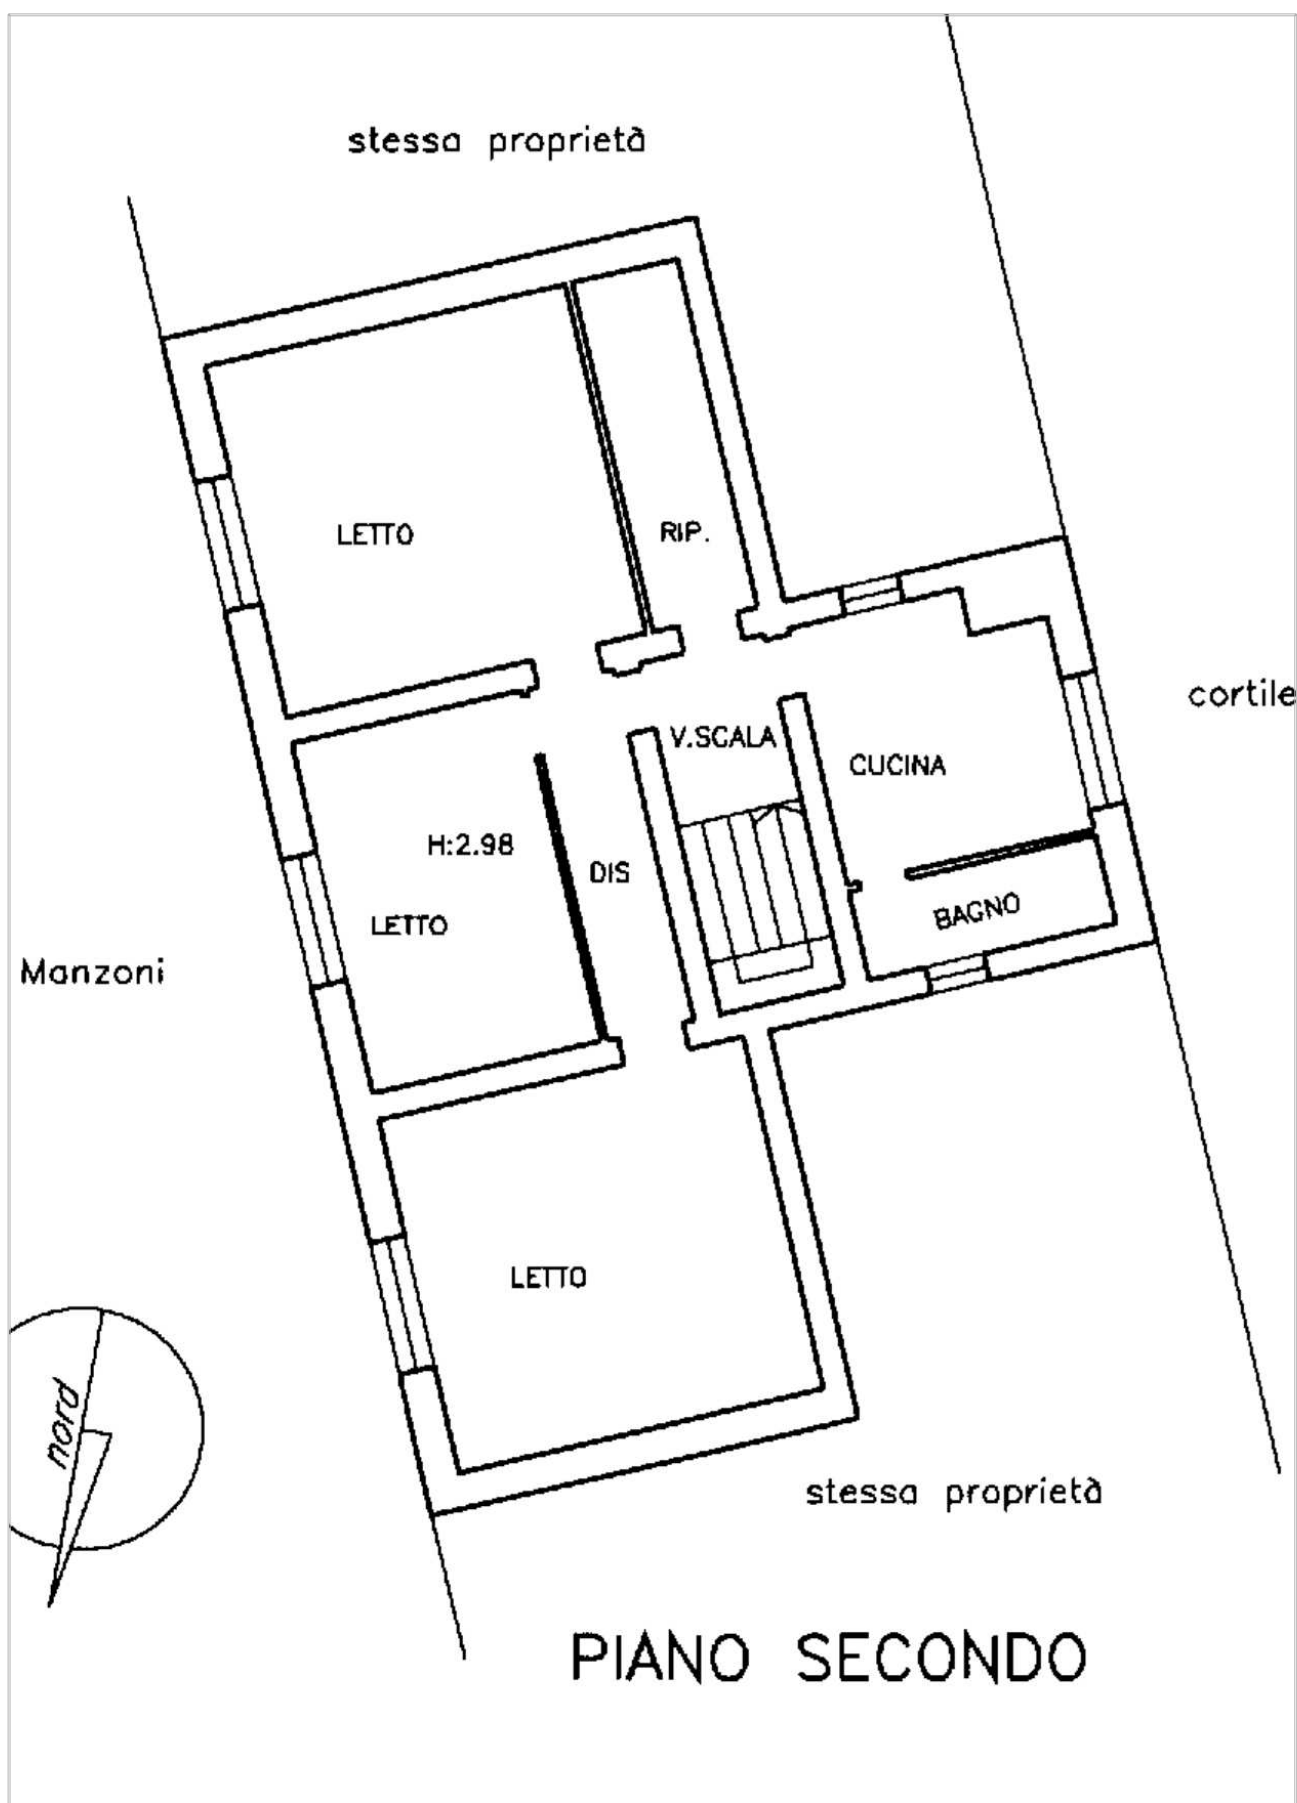 stessa proprietà
LETTO
RIP.
cortile
V.SCALA
CUCINA
H:2.98
DIS
LETTO
BAGNO
Manzoni
LETTO
nord
stessa proprietà
PIANO SECONDO